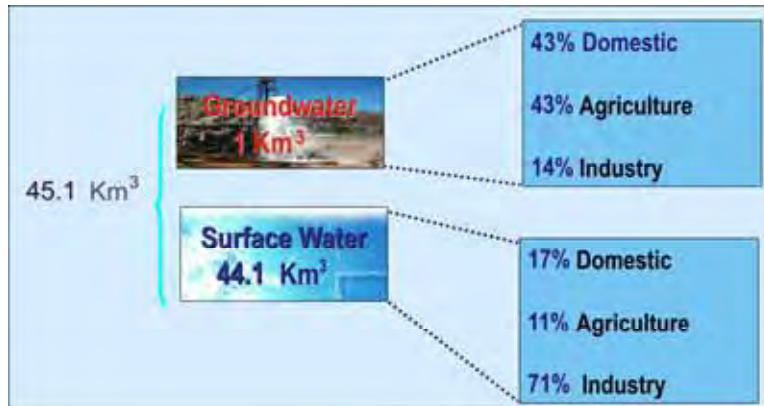 45.1 Km³
Groundwater
1 Km³
43% Domestic
43% Agriculture
14% Industry
Surface Water
44.1 Km³
17% Domestic
11% Agriculture
71% Industry